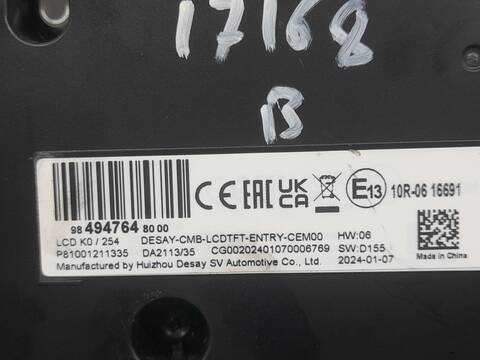 17168
B
CE EAC UK CA E13 10R-06 16691
98 494764 80 00
LCD K0 / 254 DESAY-CMB-LCDTFT-ENTRY-CEM00 HW:06
P81001211335 DA2113/35 CG00202401070006769 SW:D155
Manufactured by Huizhou Desay SV Automotive Co., Ltd. 2024-01-07
MADE IN CHINA